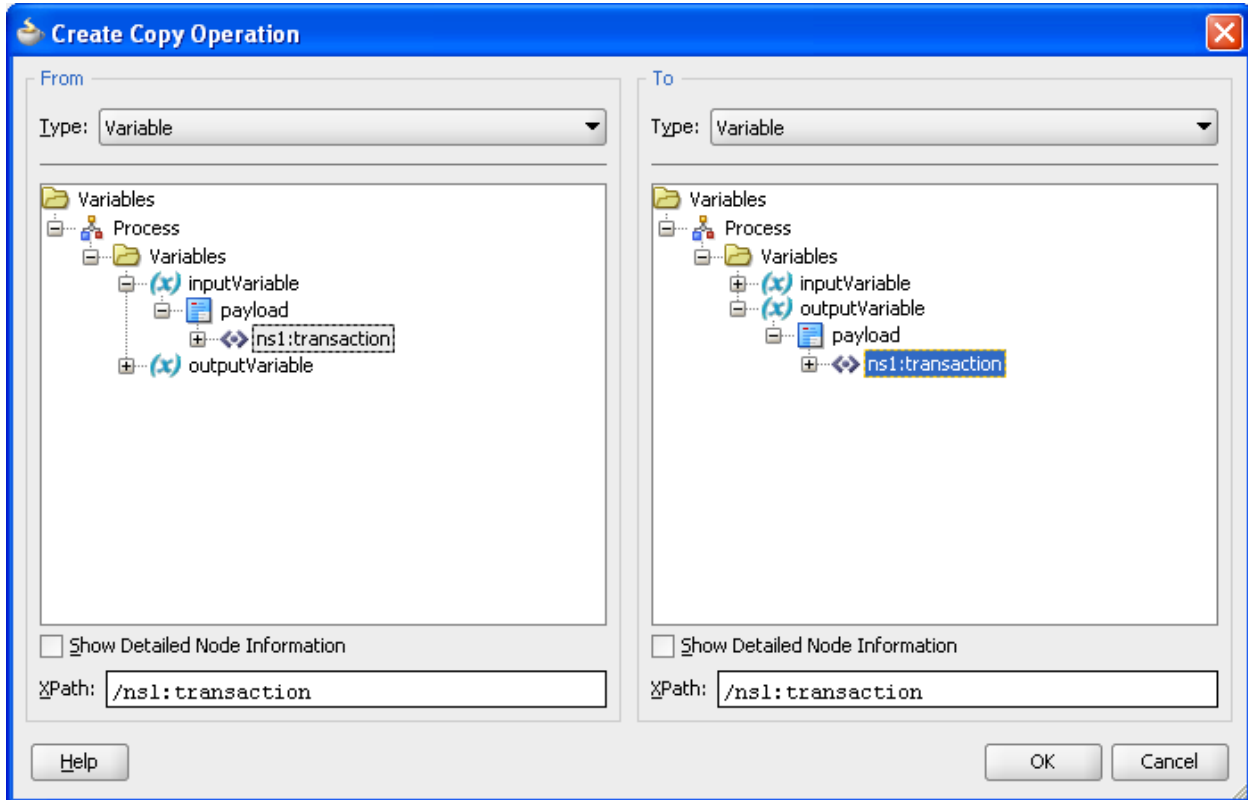 Create Copy Operation
From
Type: Variable
Variables
Process
Variables
(x) inputVariable
payload
ns1:transaction
(x) outputVariable
Show Detailed Node Information
XPath: /ns1:transaction
To
Type: Variable
Variables
Process
Variables
(x) inputVariable
(x) outputVariable
payload
ns1:transaction
Show Detailed Node Information
XPath: /ns1:transaction
Help
OK
Cancel